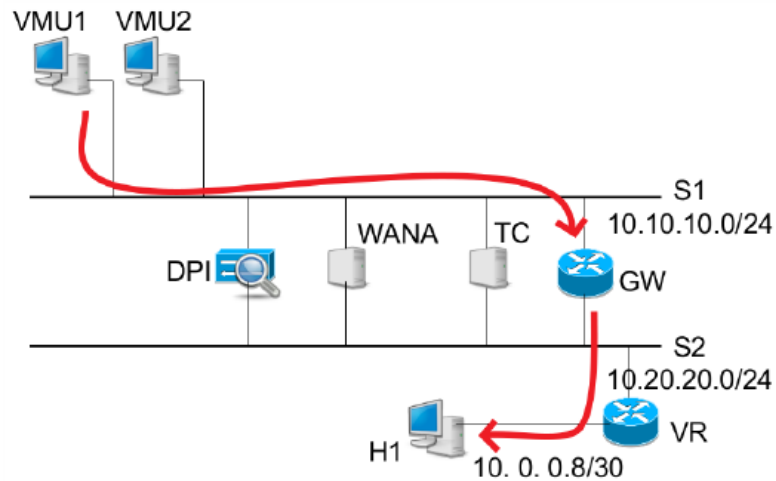 VMU1 VMU2
S1
10.10.10.0/24
WANA
TC
DPI
GW
S2
10.20.20.0/24
VR
H1
10. 0. 0.8/30